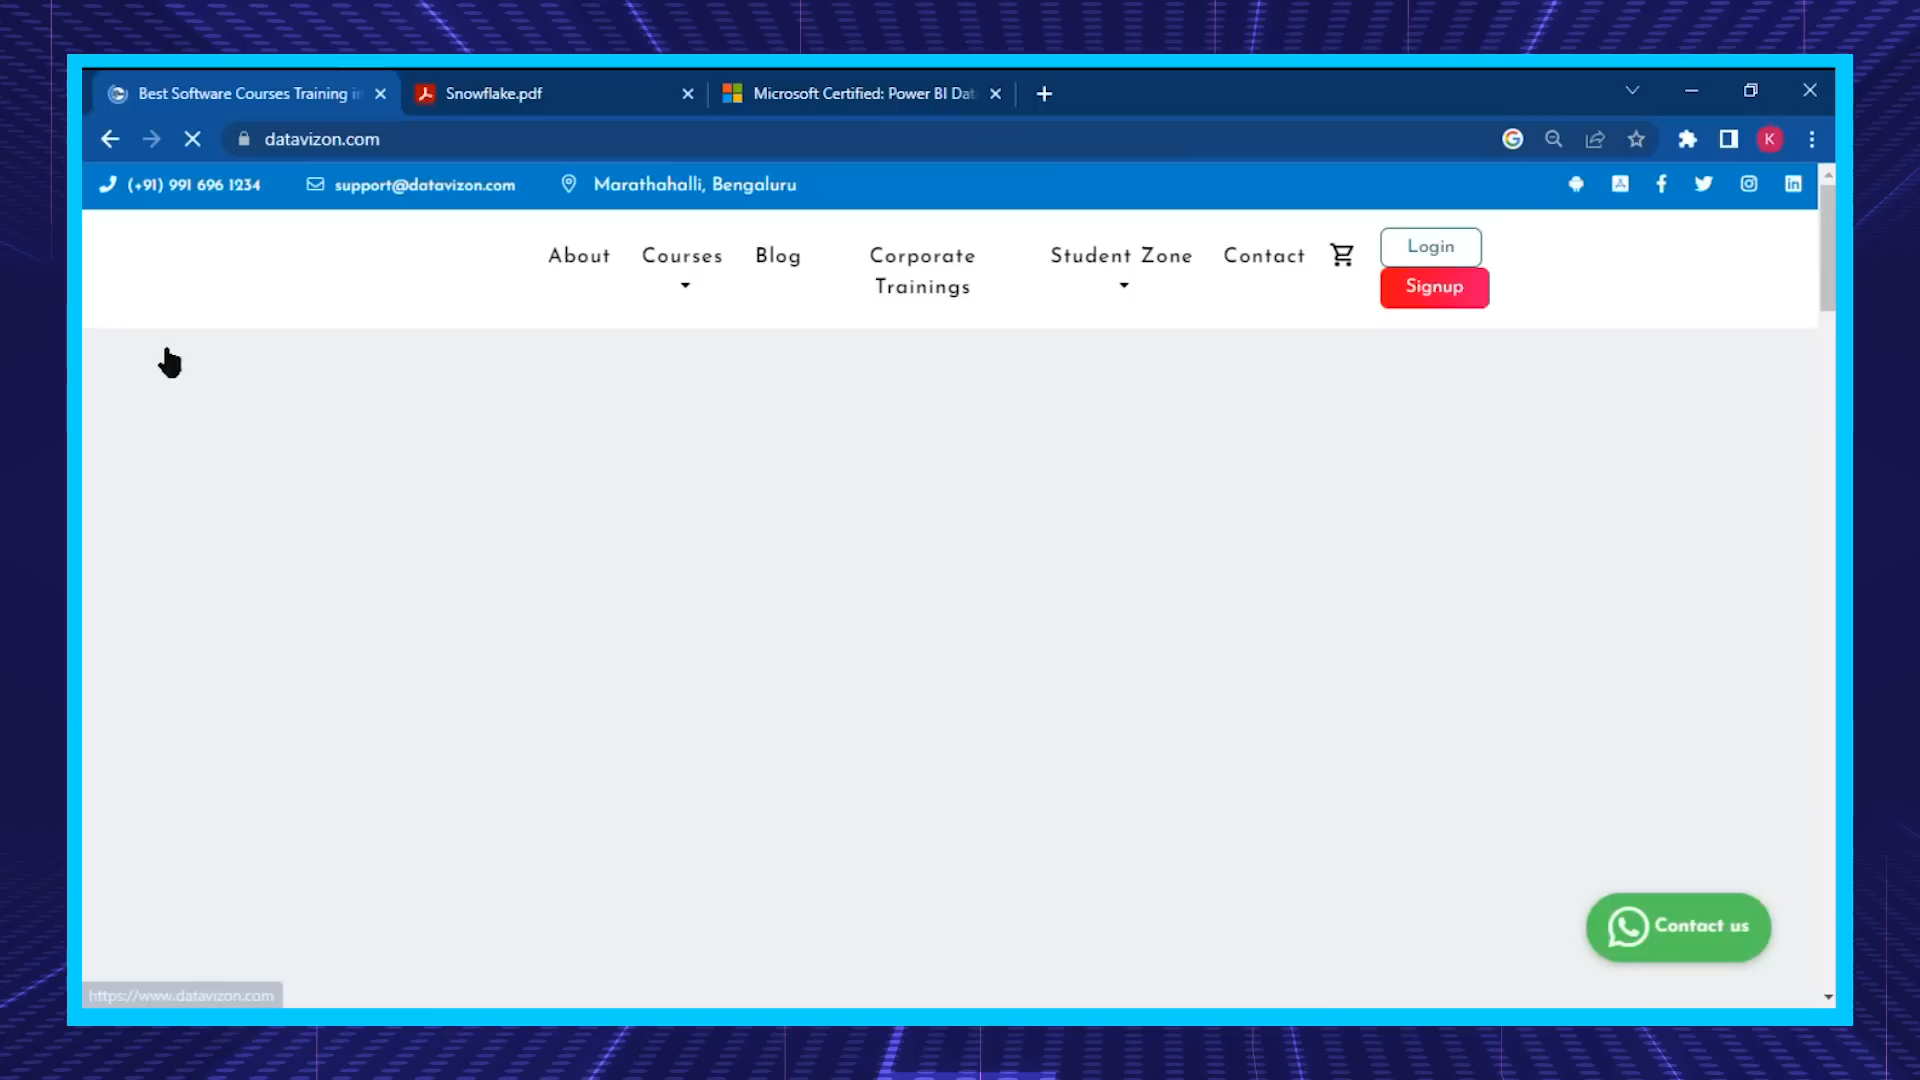 Best Software Courses Training in
Snowflake.pdf
Microsoft Certified: Power BI Dat
datavizon.com
K
(+91) 991 696 1234
support@datavizon.com
Marathahalli, Bengaluru
About
Courses
Blog
Corporate
Trainings
Student Zone
Contact
Login
Signup
Contact us
https://www.datavizon.com